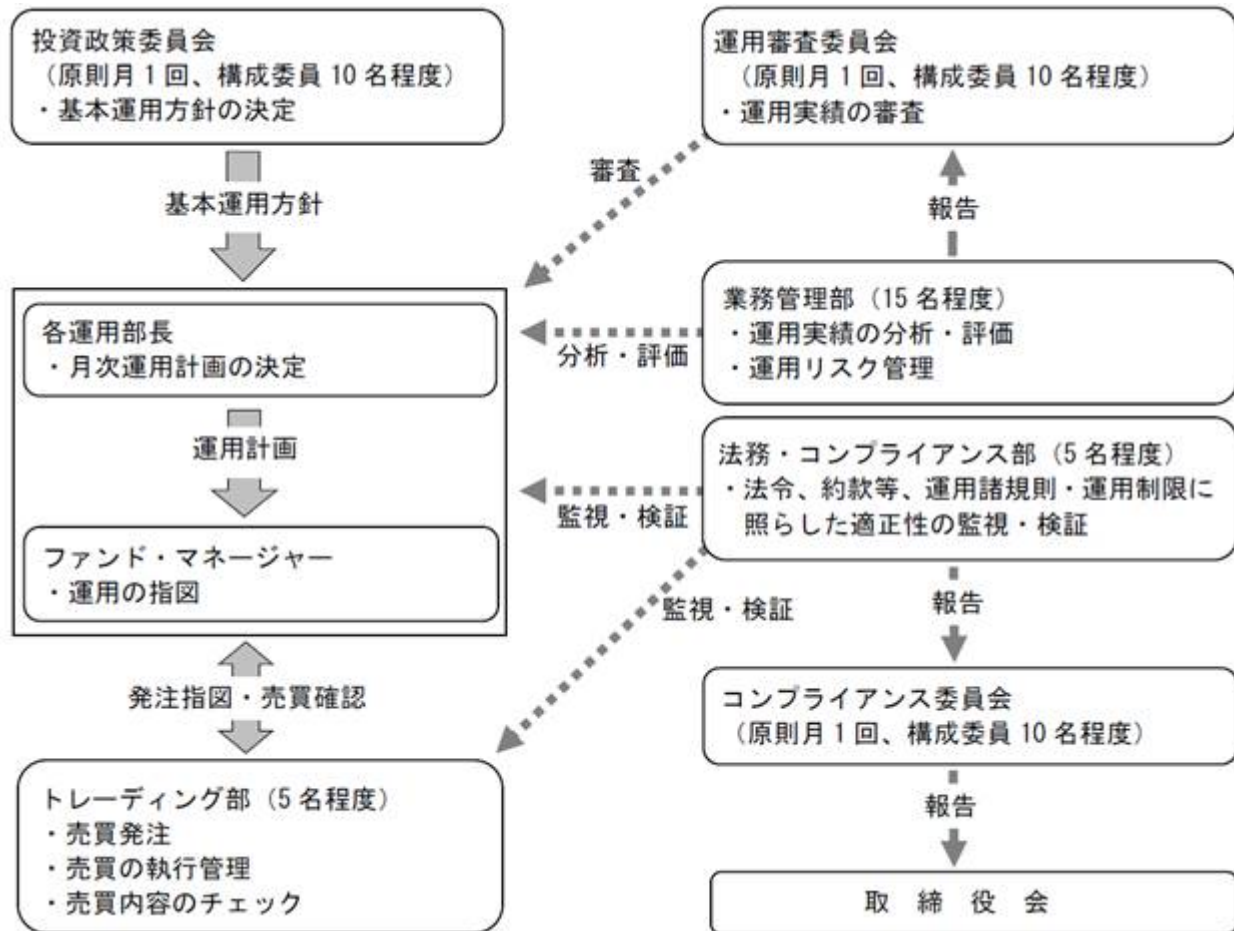 投資政策委員会
（原則月1回、構成委員10名程度）
・基本運用方針の決定
基本運用方針
各運用部長
・月次運用計画の決定
運用計画
ファンド・マネージャー
・運用の指図
発注指図・売買確認
トレーディング部（5名程度）
・売買発注
・売買の執行管理
・売買内容のチェック
運用審査委員会
（原則月1回、構成委員10名程度）
・運用実績の審査
審査
報告
業務管理部（15名程度）
・運用実績の分析・評価
・運用リスク管理
分析・評価
法務・コンプライアンス部（5名程度）
・法令、約款等、運用諸規則・運用制限に
照らした適正性の監視・検証
監視・検証
監視・検証
報告
コンプライアンス委員会
（原則月1回、構成委員10名程度）
報告
取締役会